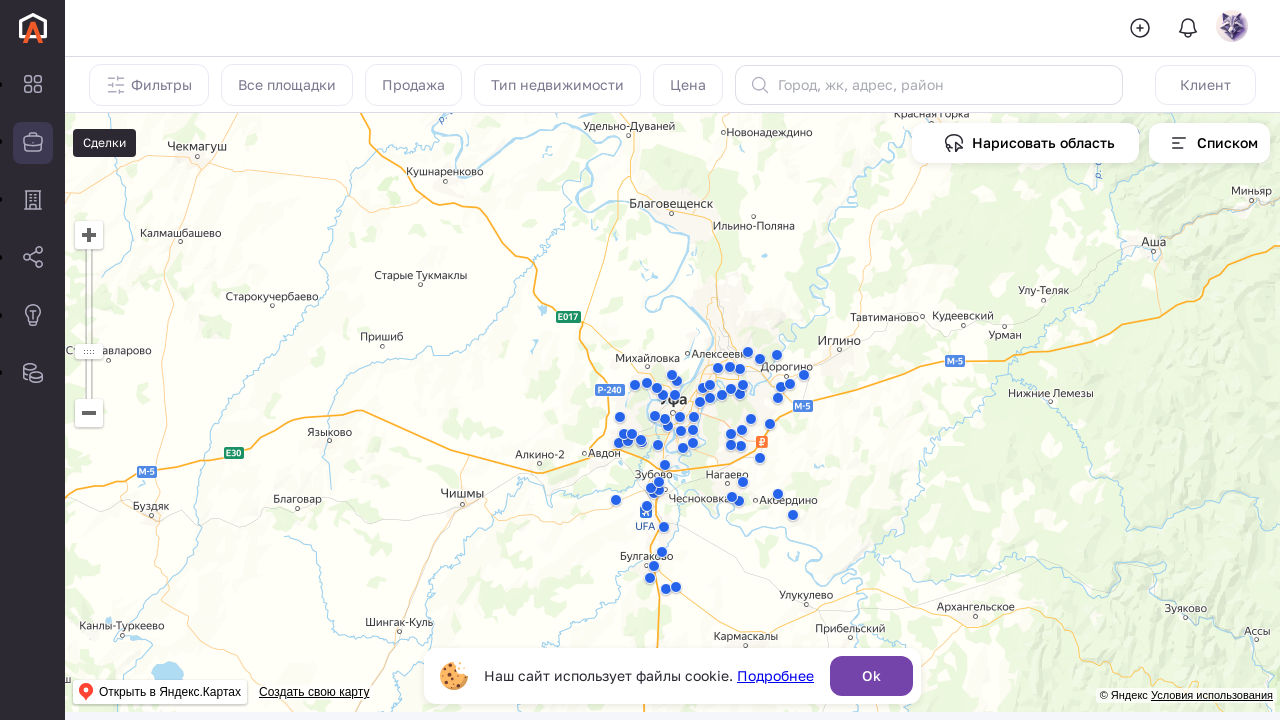 Фильтры
Все площадки
Продажа
Тип недвижимости
Цена
Город, жк, адрес, район
Клиент
Сделки
Нарисовать область
Списком
Красная Горка
Удельно-Дуваней
Новонадеждино
Чекмагуш
Кушнаренково
Миньяр
Благовещенск
Ильино-Поляна
Калмашбашево
Аша
Старые Тукмаклы
Старокучербаево
Улу-Теляк
E017
Тавтиманово
Кудеевский
Урман
Пришиб
Иглино
Михайловка
Алексеевка
М-5
Дорогино
Р-240
Нижние Лемезы
Уфа
М-5
Языково
E30
Алкино-2
Авдон
М-5
Зубово
Нагаево
Чишмы
Благовар
Чесноковка
Акбердино
Буздяк
UFA
Булгаково
Улукулево
Архангельское
Зуяково
Шингак-Куль
Канлы-Туркеево
Прибельский
Кармаскалы
Ассы
Наш сайт использует файлы cookie. Подробнее
Ok
Открыть в Яндекс.Картах
Создать свою карту
© Яндекс Условия использования